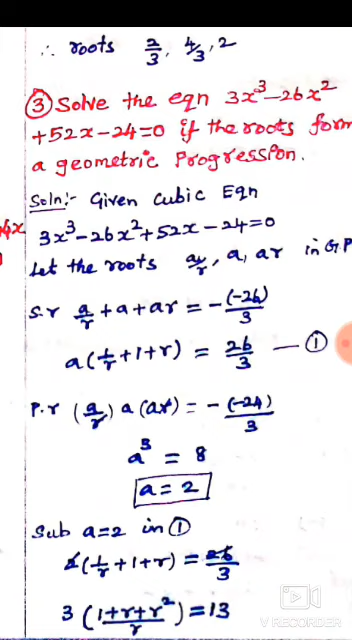 ∴ roots 2/3, 4/3, 2
③ Solve the eqn 3x³-26x²
+52x-24=0 if the roots form
a geometric Progression.
Soln:- Given Cubic Eqn
3x³-26x²+52x-24=0
Let the roots a/r, a, ar in G.P
S.r a/r + a + ar = -(-26)/3
a(1/r + 1 + r) = 26/3 — ①
P.r (a/r) a (ar) = -(-24)/3
a³ = 8
a = 2
Sub a=2 in ①
2(1/r + 1 + r) = 26/3
3((1+r+r²)/r) = 13
V RECORDER